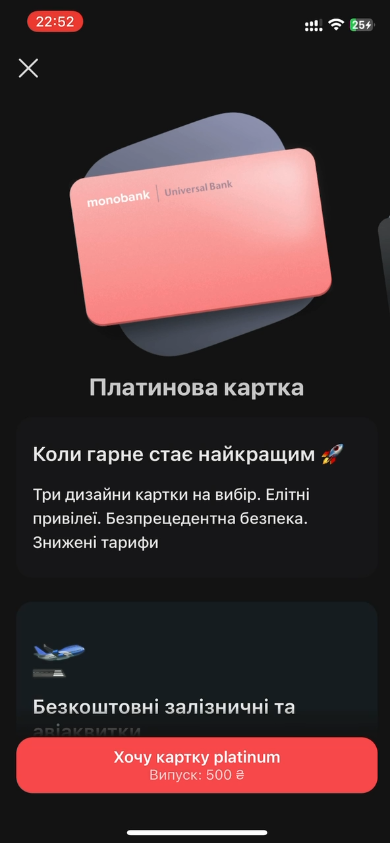 22:52
25
monobank | Universal Bank
Платинова картка
Коли гарне стає найкращим 🚀
Три дизайни картки на вибір. Елітні
привілеї. Безпрецедентна безпека.
Знижені тарифи
Безкоштовні залізничні та
авіаквитки
Хочу картку platinum
Випуск: 500 ₴